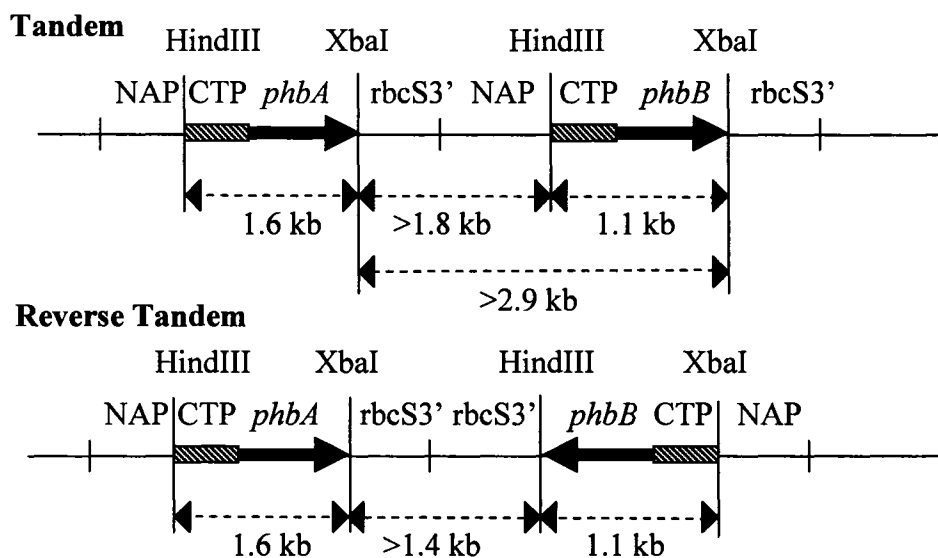 Tandem
HindIII XbaI HindIII XbaI
NAP CTP phbA rbcS3’ NAP CTP phbB rbcS3’
1.6 kb >1.8 kb 1.1 kb
>2.9 kb
Reverse Tandem
HindIII XbaI HindIII XbaI
NAP CTP phbA rbcS3’ rbcS3’ phbB CTP NAP
1.6 kb >1.4 kb 1.1 kb